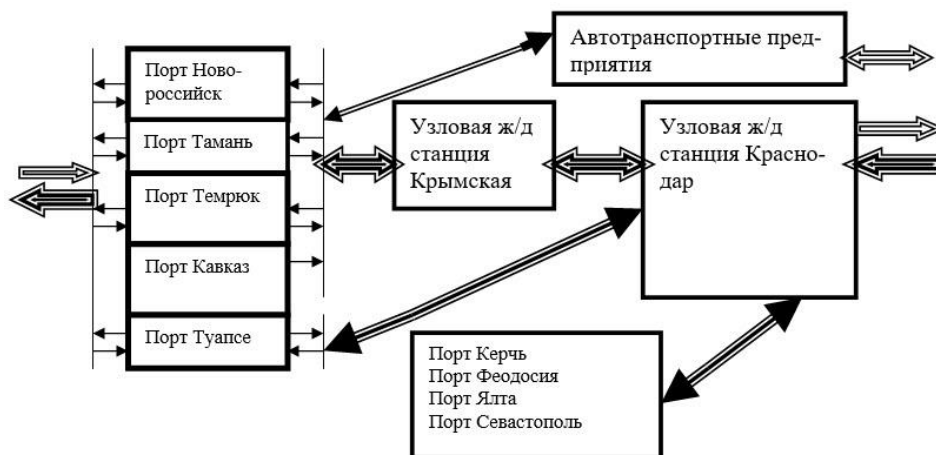 Порт Ново-
российск
Порт Тамань
Порт Темрюк
Порт Кавказ
Порт Туапсе
Автотранспортные пред-
приятия
Узловая ж/д
станция
Крымская
Узловая ж/д
станция Красно-
дар
Порт Керчь
Порт Феодосия
Порт Ялта
Порт Севастополь